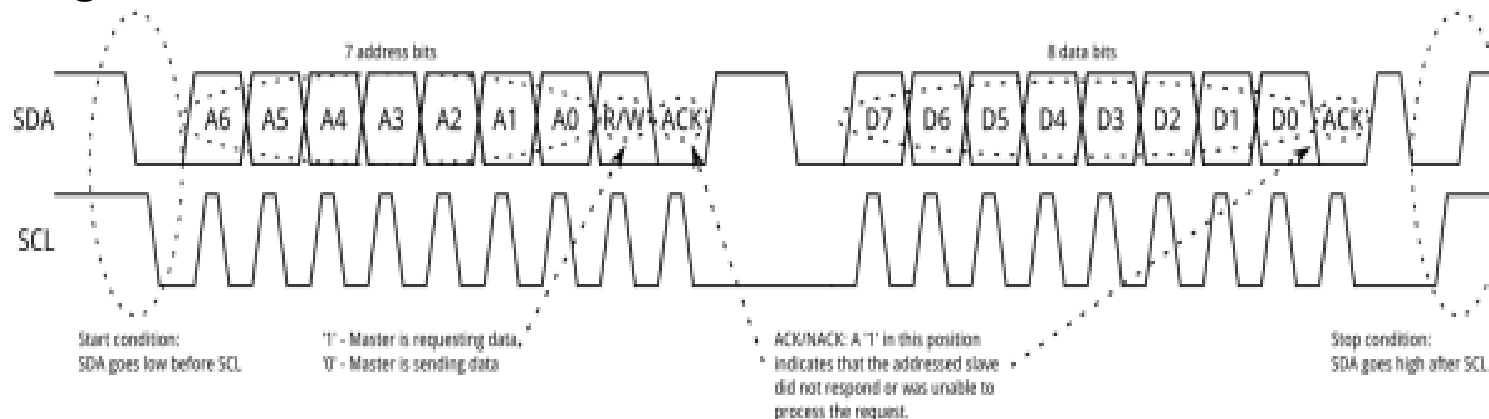 7 address bits
8 data bits
SDA
A6 A5 A4 A3 A2 A1 A0 R/W ACK
D7 D6 D5 D4 D3 D2 D1 D0 ACK
SCL
Start condition:
SDA goes low before SCL
'1' - Master is requesting data.
'0' - Master is sending data
ACK/NACK: A "1" in this position
indicates that the addressed slave
did not respond or was unable to
process the request.
Stop condition:
SDA goes high after SCL